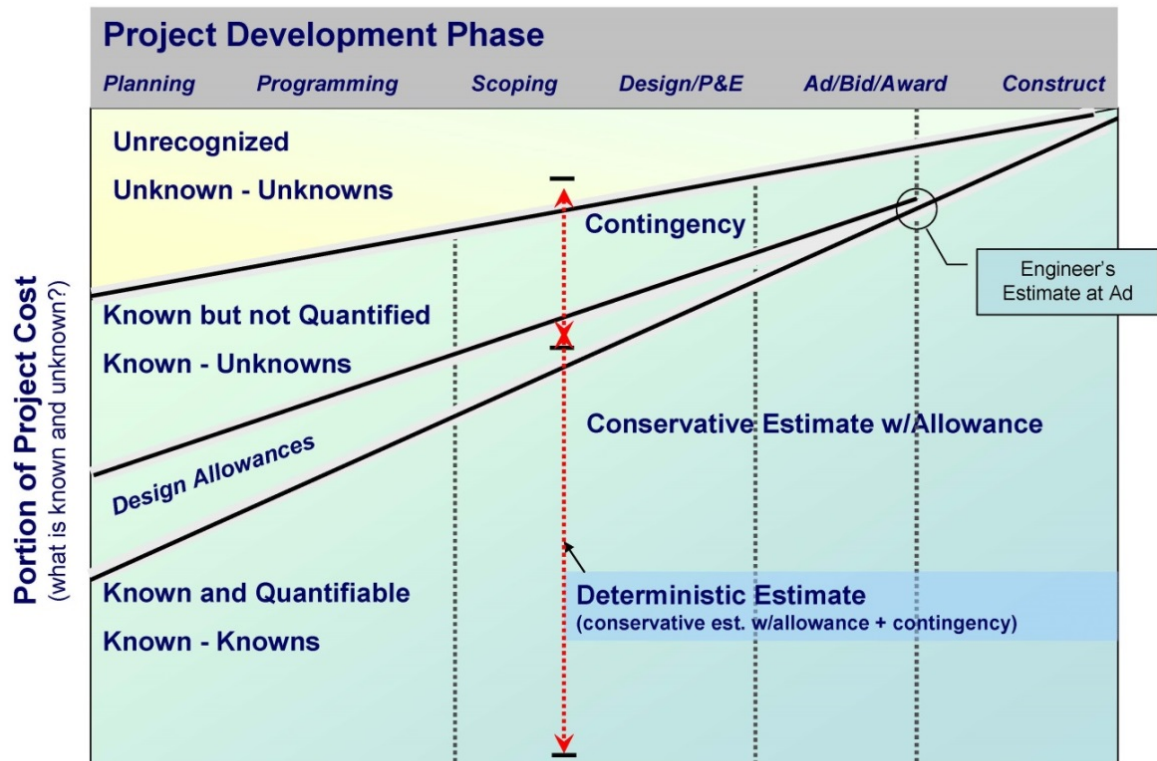 Project Development Phase
Planning Programming Scoping Design/P&E Ad/Bid/Award Construct
Unrecognized
Unknown - Unknowns
Contingency
Engineer's
Estimate at Ad
Known but not Quantified
Known - Unknowns
Conservative Estimate w/Allowance
Design Allowances
Portion of Project Cost
(what is known and unknown?)
Known and Quantifiable
Known - Knowns
Deterministic Estimate
(conservative est. w/allowance + contingency)